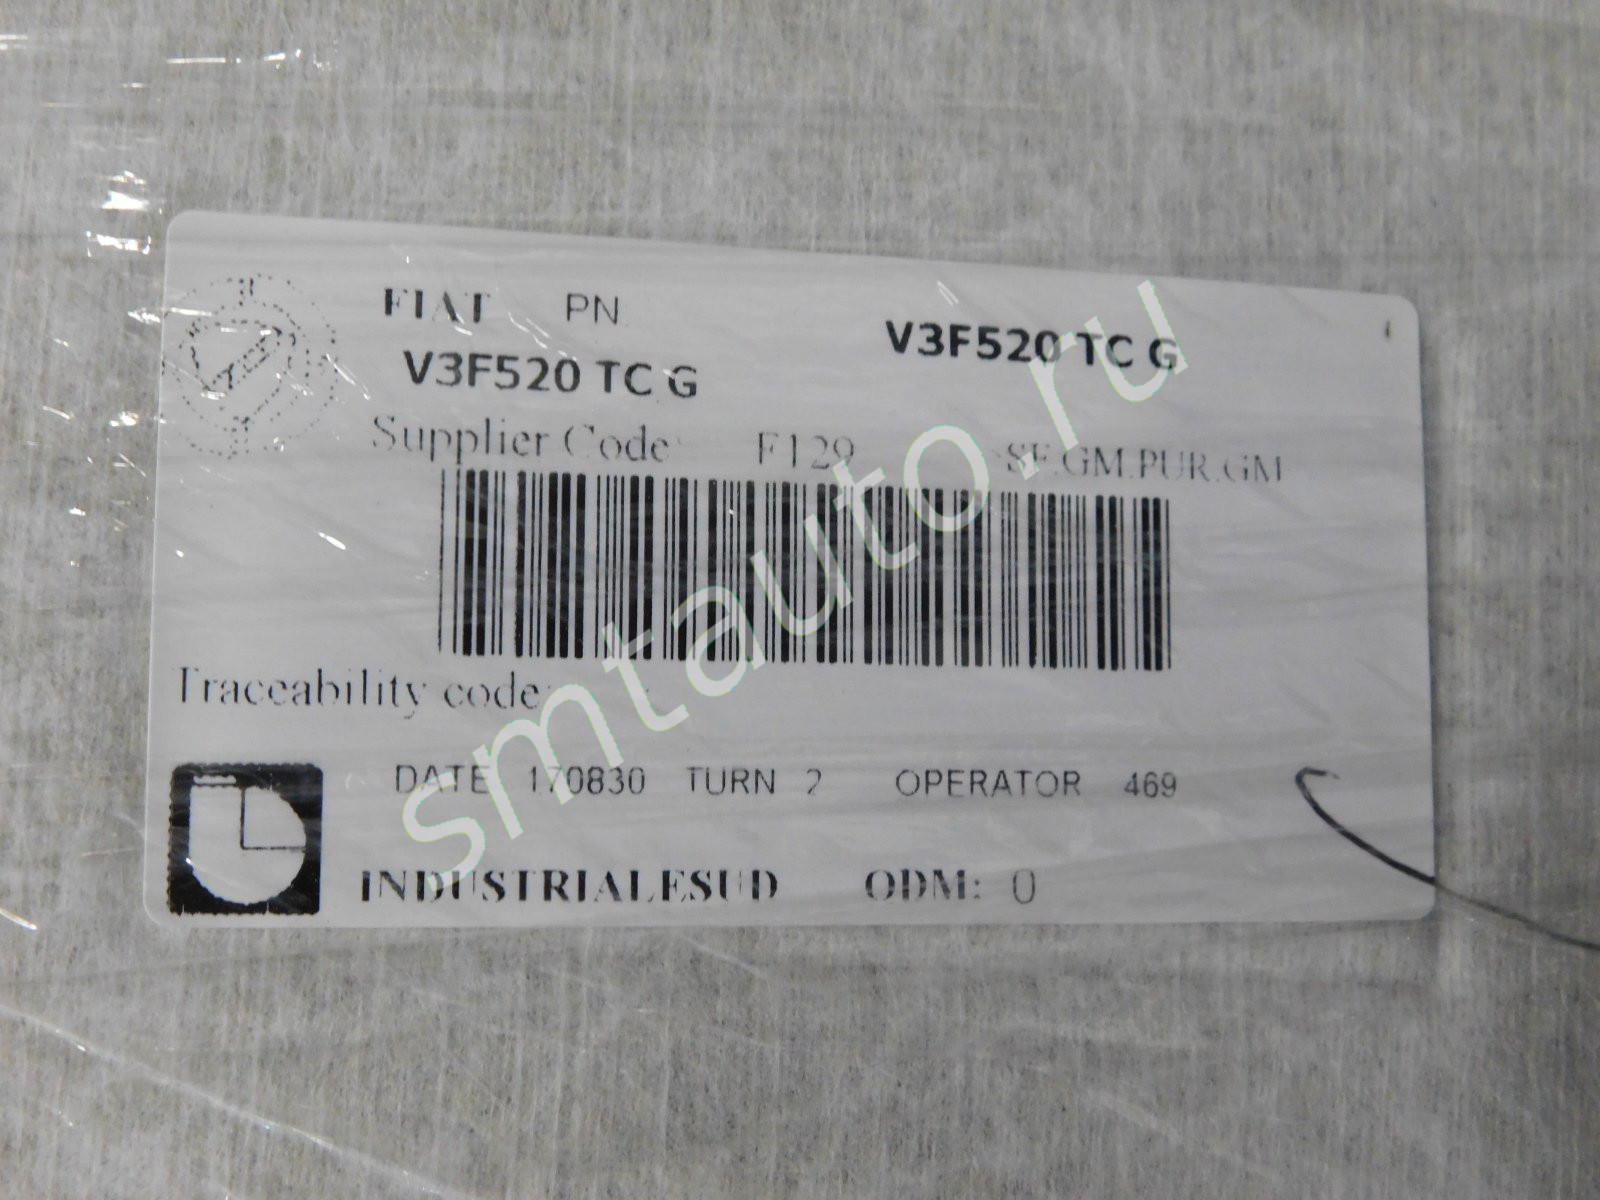 FIAT PN
V3F520 TC G
V3F520 TC G
Supplier Code F129 SF.GM.PUR.GM
Traceability code:
DATE 170830 TURN 2 OPERATOR 469
INDUSTRIALESUD ODM: 0
smtauto.ru